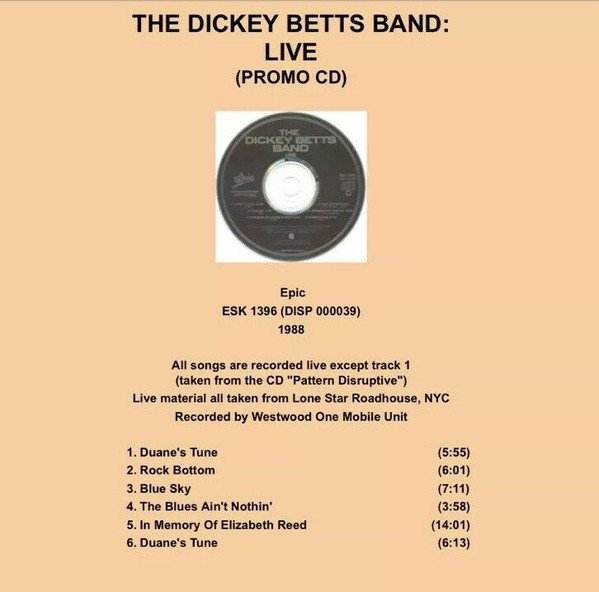 THE DICKEY BETTS BAND:
LIVE
(PROMO CD)
THE
DICKEY BETTS
BAND
LIVE
Epic
Epic
ESK 1396 (DISP 000039)
1988
All songs are recorded live except track 1
(taken from the CD "Pattern Disruptive")
Live material all taken from Lone Star Roadhouse, NYC
Recorded by Westwood One Mobile Unit
1. Duane's Tune (5:55)
2. Rock Bottom (6:01)
3. Blue Sky (7:11)
4. The Blues Ain't Nothin' (3:58)
5. In Memory Of Elizabeth Reed (14:01)
6. Duane's Tune (6:13)